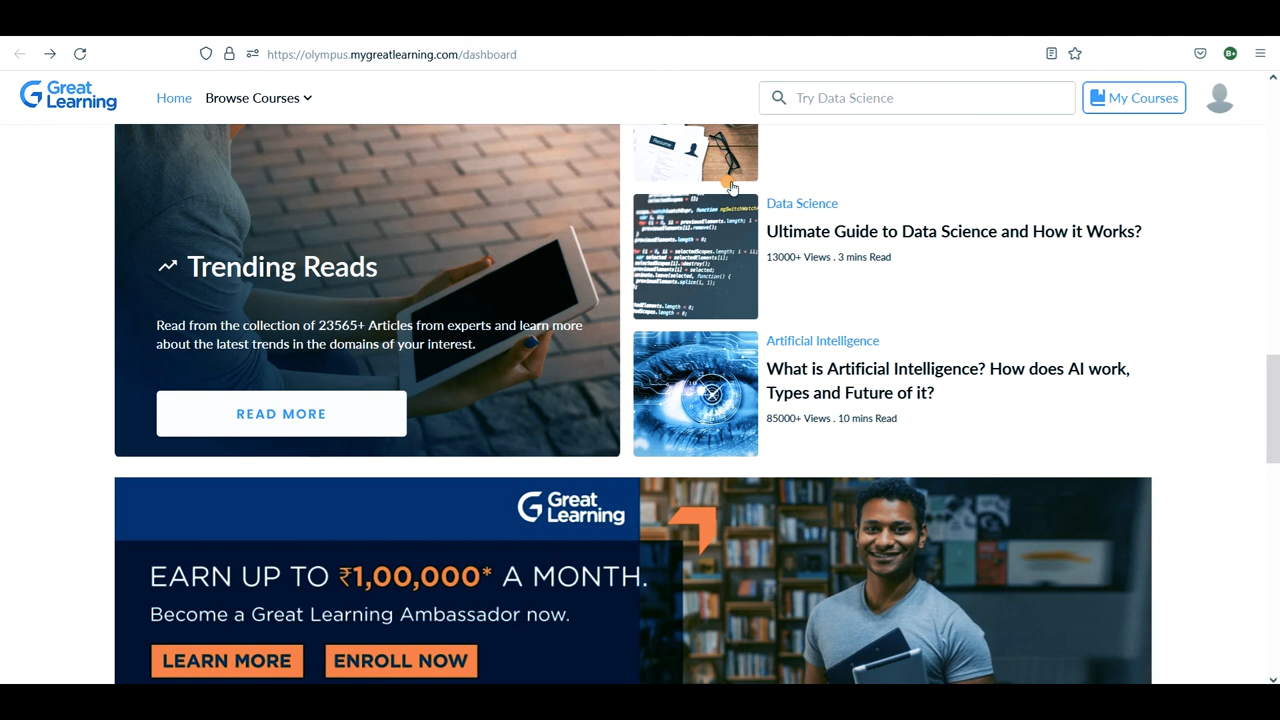 https://olympus.mygreatlearning.com/dashboard
B+
Great
Learning
Home
Browse Courses
Try Data Science
My Courses
Resume
Data Science
Ultimate Guide to Data Science and How it Works?
13000+ Views . 3 mins Read
Trending Reads
Read from the collection of 23565+ Articles from experts and learn more
about the latest trends in the domains of your interest.
READ MORE
Artificial Intelligence
What is Artificial Intelligence? How does AI work,
Types and Future of it?
85000+ Views . 10 mins Read
Great
Learning
EARN UP TO ₹1,00,000* A MONTH.
Become a Great Learning Ambassador now.
LEARN MORE
ENROLL NOW